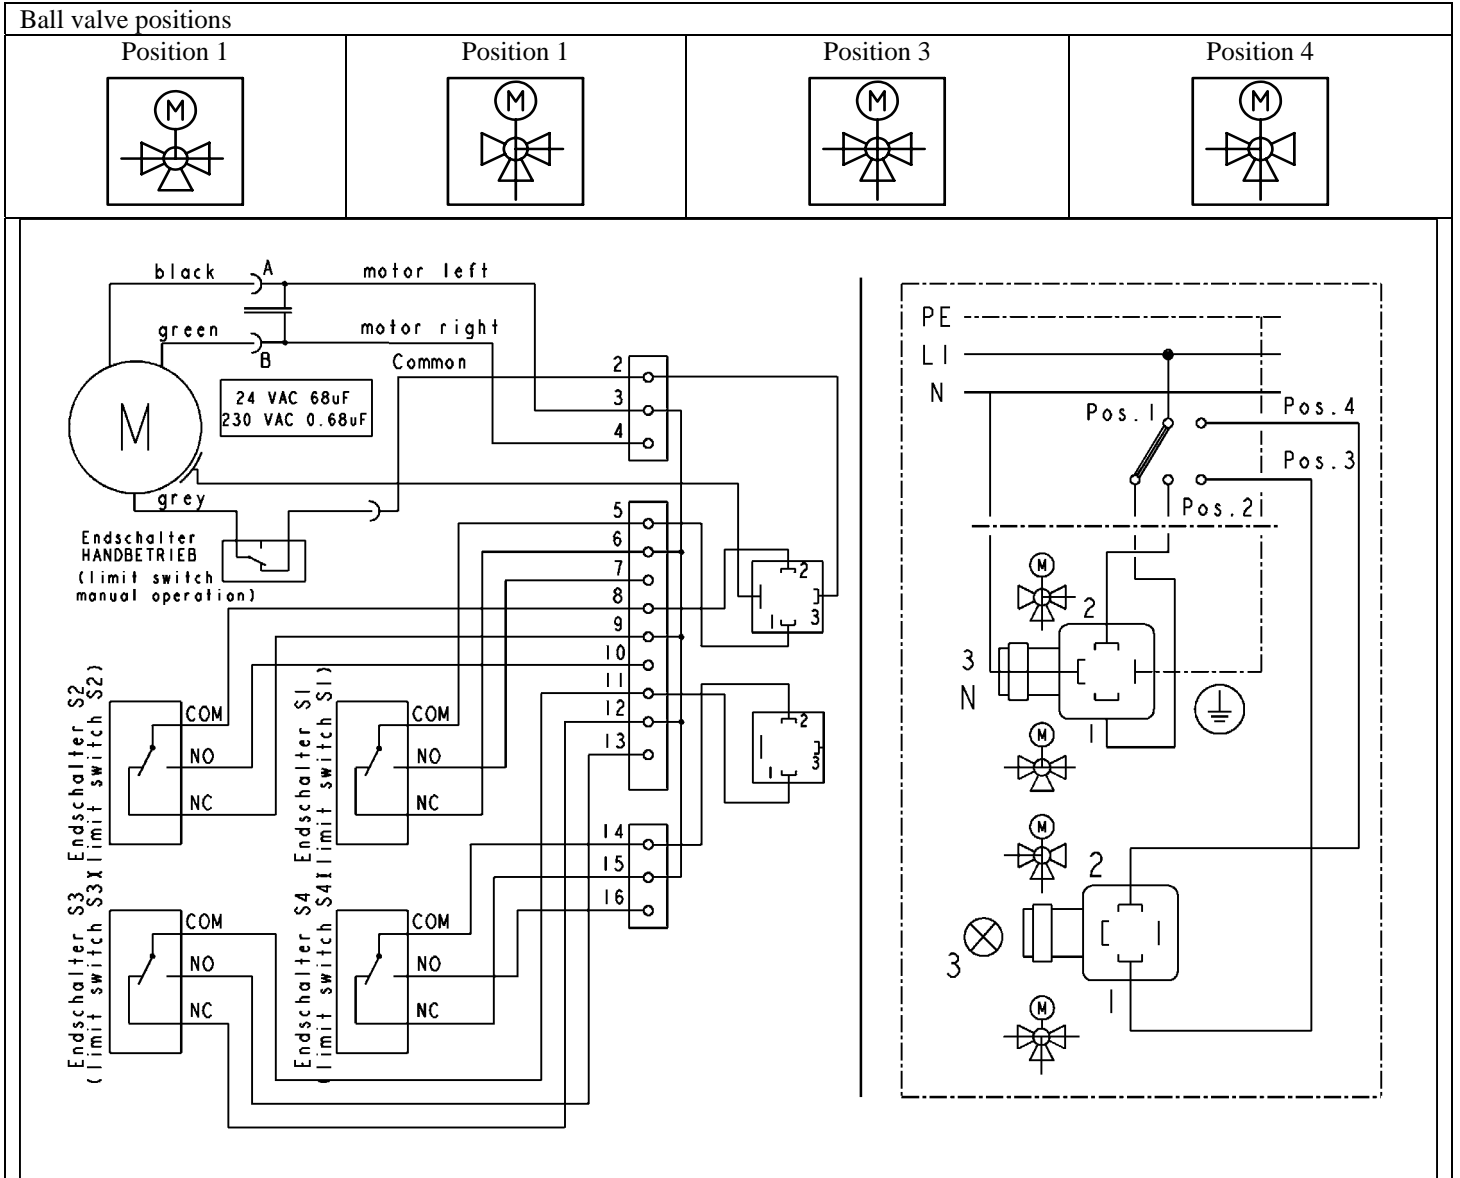 Ball valve positions
Position 1
Position 1
Position 3
Position 4
M
M
M
M
black
A
motor left
green
B
motor right
Common
24 VAC 68uF
230 VAC 0.68uF
M
grey
Endschalter
HANDBETRIEB
(limit switch
manual operation)
2
3
4
5
6
7
8
9
10
11
12
13
14
15
16
2
1
3
2
1
3
Endschalter S2
(limit switch S2)
COM
NO
NC
Endschalter S1
(limit switch S1)
COM
NO
NC
Endschalter S3
(limit switch S3)
COM
NO
NC
Endschalter S4
(limit switch S4)
COM
NO
NC
PE
L1
N
Pos.1
Pos.4
Pos.3
Pos.2
M
2
3
N
1
M
M
2
3
1
M